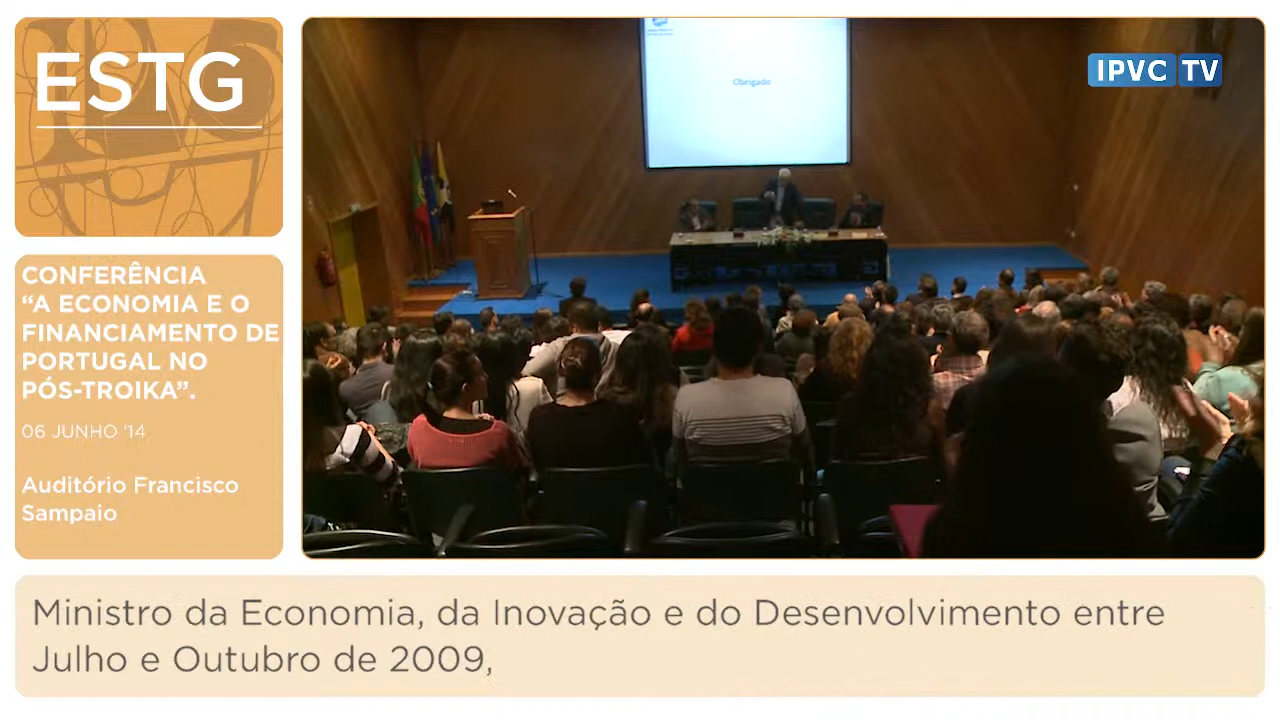 ESTG
CONFERÊNCIA
“A ECONOMIA E O
FINANCIAMENTO DE
PORTUGAL NO
PÓS-TROIKA”.
06 JUNHO '14
Auditório Francisco
Sampaio
Obrigado
IPVC TV
Ministro da Economia, da Inovação e do Desenvolvimento entre
Julho e Outubro de 2009,